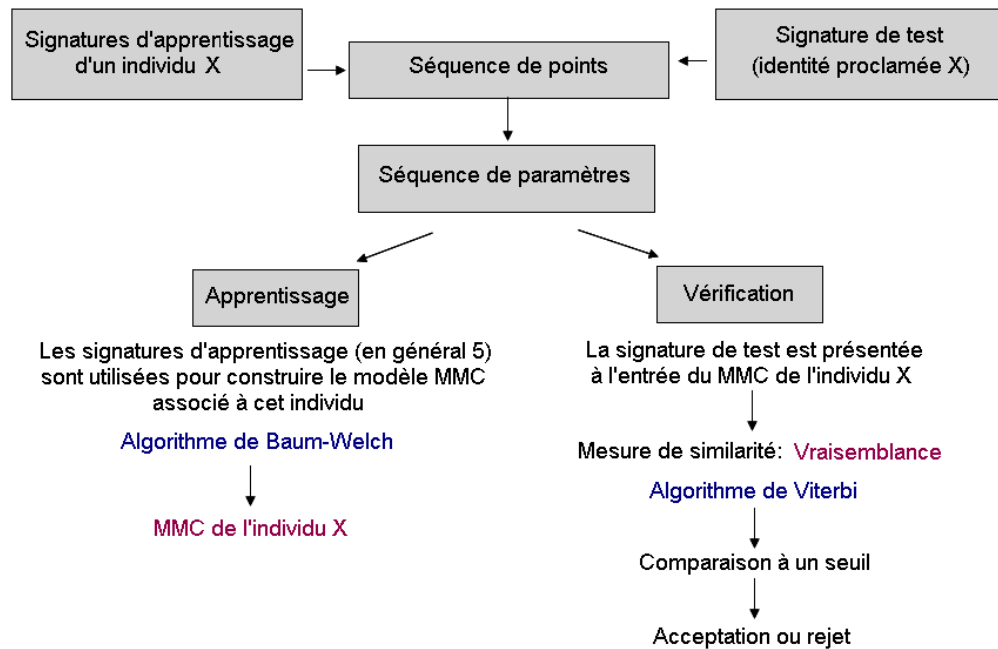 Signatures d'apprentissage
d'un individu X
Séquence de points
Signature de test
(identité proclamée X)
Séquence de paramètres
Apprentissage
Les signatures d'apprentissage (en général 5)
sont utilisées pour construire le modèle MMC
associé à cet individu
Algorithme de Baum-Welch
MMC de l'individu X
Vérification
La signature de test est présentée
à l'entrée du MMC de l'individu X
Mesure de similarité: Vraisemblance
Algorithme de Viterbi
Comparaison à un seuil
Acceptation ou rejet